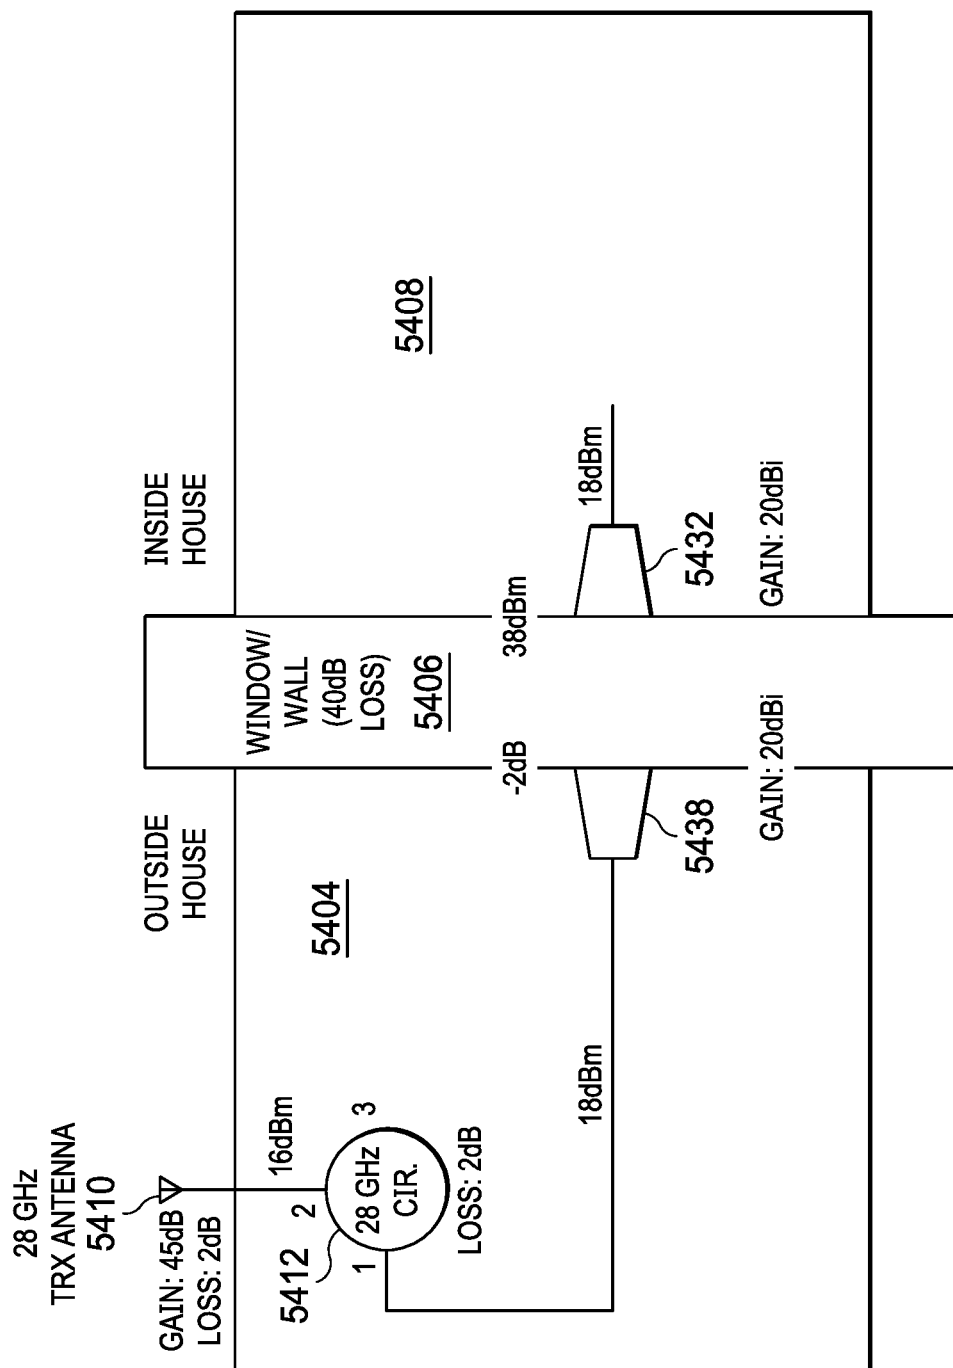 28 GHz
TRX ANTENNA
5410
GAIN: 45dB
LOSS: 2dB
OUTSIDE
HOUSE
INSIDE
HOUSE
16dBm
2
1
3
28 GHz
CIR.
5412
LOSS: 2dB
5404
WINDOW/
WALL
(40dB
LOSS)
5406
5408
18dBm
-2dB
38dBm
18dBm
5438
5432
GAIN: 20dBi
GAIN: 20dBi